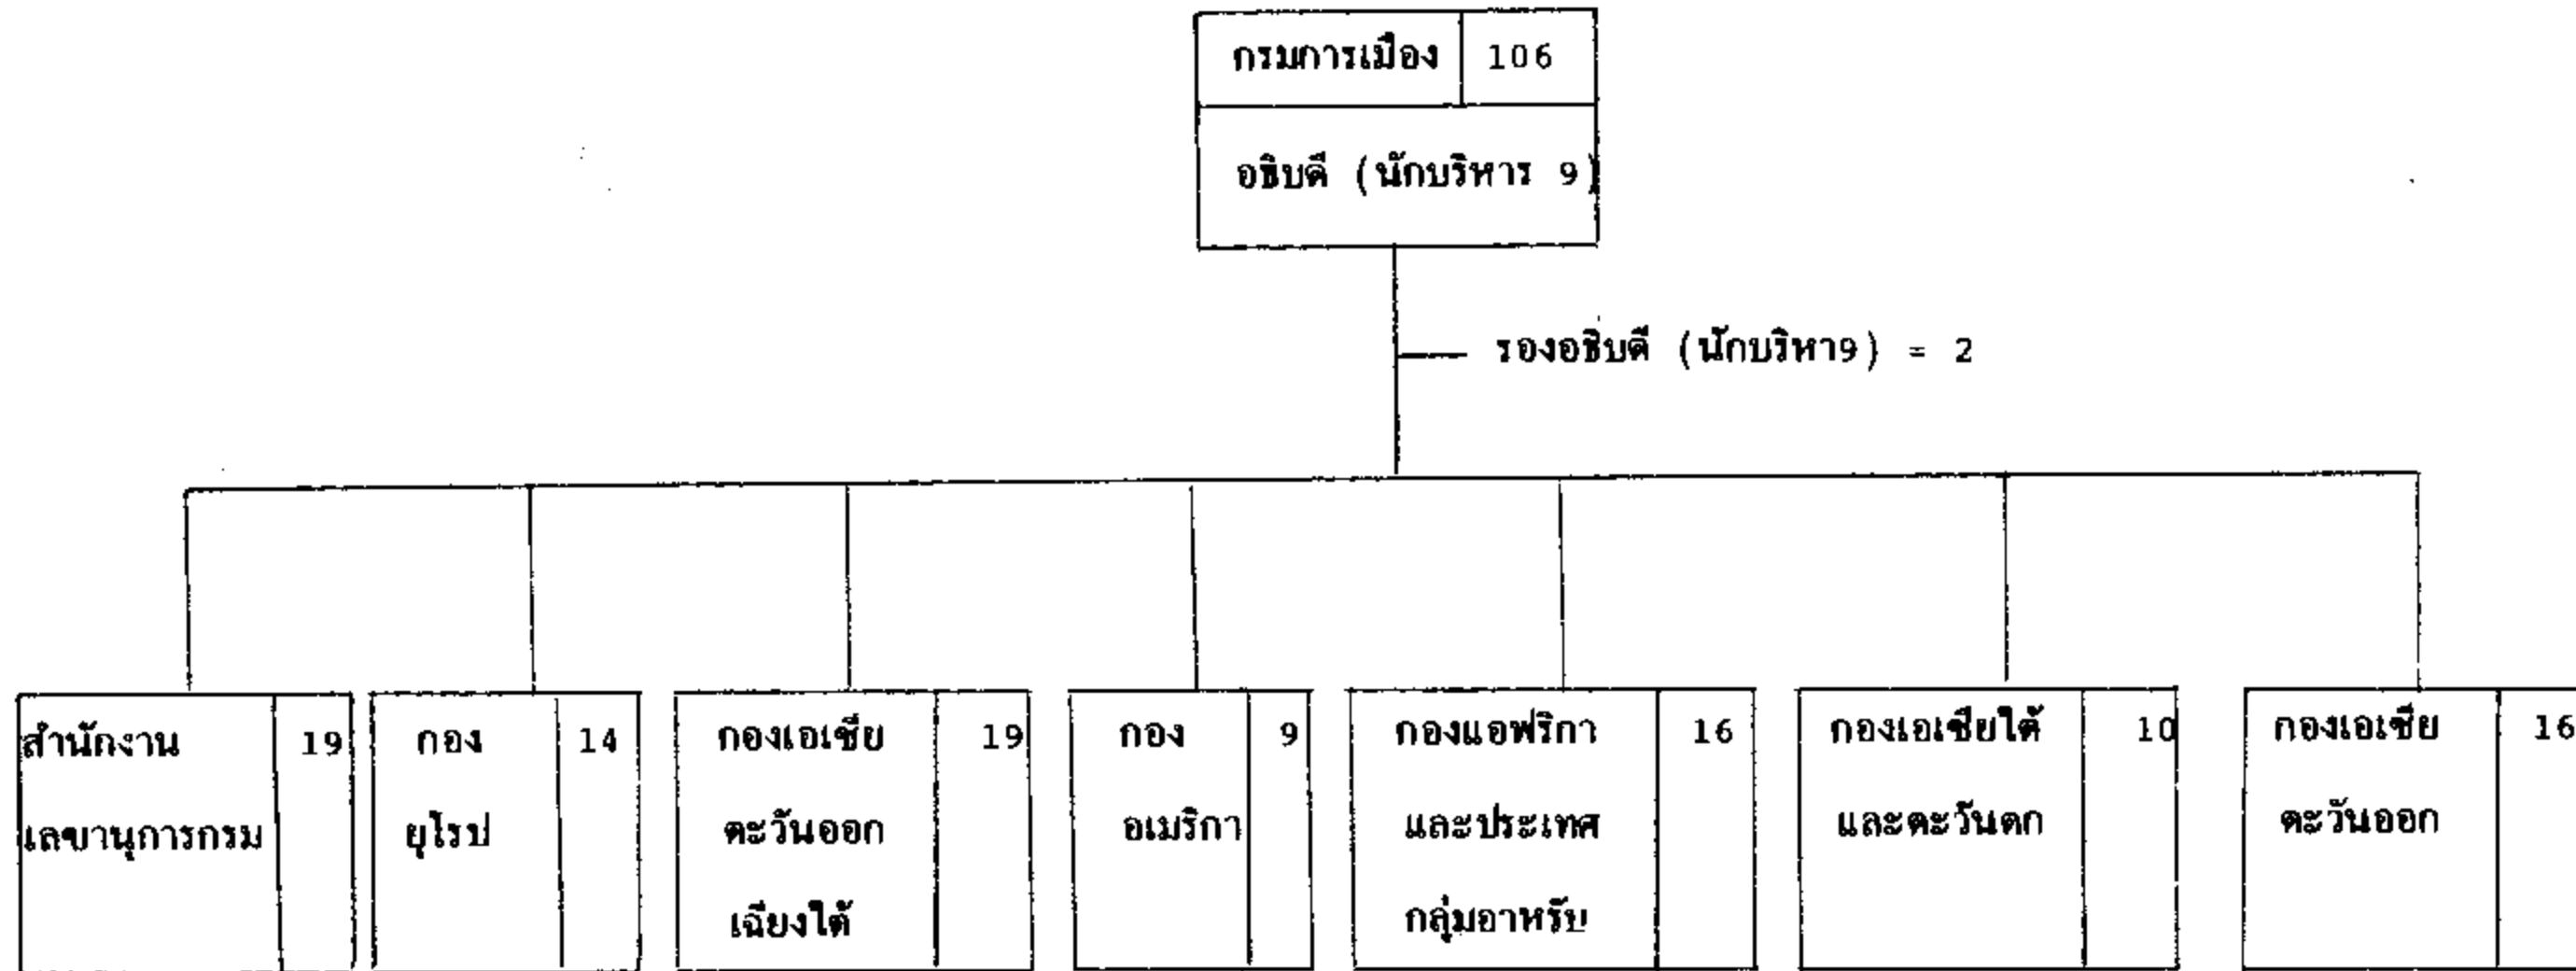 กรมการเมือง 106
อธิบดี (นักบริหาร 9)
รองอธิบดี (นักบริหา9) = 2
สำนักงาน 19
เลขานุการกรม
กอง 14
ยุโรป
กองเอเชีย 19
ตะวันออก
เฉียงใต้
กอง 9
อเมริกา
กองแอฟริกา 16
และประเทศ
กลุ่มอาหรับ
กองเอเชียใต้ 10
และตะวันตก
กองเอเชีย 16
ตะวันออก